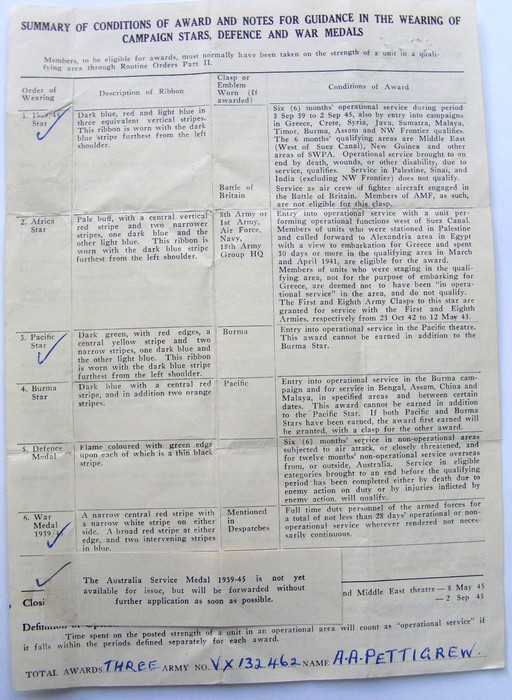 SUMMARY OF CONDITIONS OF AWARD AND NOTES FOR GUIDANCE IN THE WEARING OF
CAMPAIGN STARS, DEFENCE AND WAR MEDALS
Members, to be eligible for awards, must normally have been taken on the strength of a unit in a quali-
fying area through Routine Orders Part II.
Order of
Wearing
Description of Ribbon
Clasp or
Emblem
Worn (If
awarded)
Conditions of Award
1. 1939/45
Star
Dark blue, red and light blue in
three equivalent vertical stripes.
This ribbon is worn with the dark
blue stripe furthest from the left
shoulder.
Battle of
Britain
Six (6) months' operational service during period
3 Sep 39 to 2 Sep 45, also by entry into campaigns
in Greece, Crete, Syria, Java, Sumatra, Malaya,
Timor, Burma, Assam and NW Frontier qualifies.
The 6 months' qualifying areas are Middle East
(West of Suez Canal), New Guinea and other
areas of SWPA. Operational service brought to an
end by death, wounds, or other disability, due to
service, qualifies. Service in Palestine, Sinai, and
India (excluding NW Frontier) does not qualify.
Service as air crew of fighter aircraft engaged in
the Battle of Britain. Members of AMF, as such,
are not eligible for this clasp.
2. Africa
Star
Pale buff, with a central vertical
red stripe and two narrower
stripes, one dark blue and the
other light blue. This ribbon is
worn with the dark blue stripe
furthest from the left shoulder.
8th Army or
1st Army,
Air Force,
Navy,
18th Army
Group HQ
Entry into operational service with a unit per-
forming operational functions west of Suez Canal.
Members of units who were stationed in Palestine
and called forward to Alexandria area in Egypt
with a view to embarkation for Greece and spent
30 days or more in the qualifying area in March
and April 1941, are eligible for the award.
Members of units who were staging in the quali-
fying area, not for the purpose of embarking for
Greece, are deemed not to have been "in opera-
tional service" in the area, and do not qualify.
The First and Eighth Army Clasps to this star are
granted for service with the First and Eighth
Armies, respectively from 23 Oct 42 to 12 May 43.
3. Pacific
Star
Dark green, with red edges, a
central yellow stripe and two
narrow stripes, one dark blue and
the other light blue. This ribbon
is worn with the dark blue stripe
furthest from the left shoulder.
Burma
Entry into operational service in the Pacific theatre.
This award cannot be earned in addition to the
Burma Star.
4. Burma
Star
Dark blue with a central red
stripe, and in addition two orange
stripes.
Pacific
Entry into operational service in the Burma cam-
paign and for service in Bengal, Assam, China and
Malaya, in specified areas and between certain
dates. This award cannot be earned in addition
to the Pacific Star. If both Pacific and Burma
Stars have been earned, the award first earned will
be granted, with a clasp for the other award.
5. Defence
Medal
Flame coloured with green edge
upon each of which is a thin black
stripe.
Six (6) months' service in non-operational areas
subjected to air attack, or closely threatened, and
for twelve months' non-operational service overseas
from, or outside, Australia. Service in eligible
categories brought to an end before the qualifying
period has been completed either by death due to
enemy action on duty or by injuries inflicted by
enemy action, will qualify.
6. War
Medal
1939/45
A narrow central red stripe with
a narrow white stripe on either
side. A broad red stripe at either
edge, and two intervening stripes
in blue.
Mentioned
in
Despatches
Full time duty personnel of the armed forces for
a total of not less than 28 days' operational or non-
operational service wherever rendered not neces-
sarily continuous.
The Australia Service Medal 1939-45 is not yet
available for issue, but will be forwarded without
further application as soon as possible.
Closi
nd Middle East theatre — 8 May 45
— 2 Sep 45
Time spent on the posted strength of a unit in an operational area will count as "operational service" if
it falls within the periods defined separately for each award.
TOTAL AWARDS THREE ARMY NO. VX132462 NAME A.A. PETTIGREW.